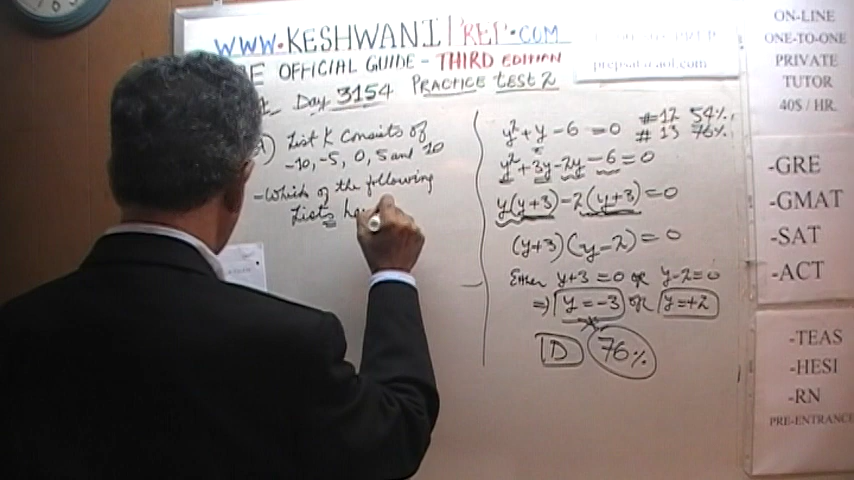 WWW.KESHWANI PREP.COM
OFFICIAL GUIDE - THIRD EDITION
Day 3154 PRACTICE TEST 2
List K consists of
-10, -5, 0, 5 and 10
-Which of the following
Lists
y²+y-6=0
#12 54%
#13 76%
y²+3y-2y-6=0
y(y+3)-2(y+3)=0
(y+3)(y-2)=0
Either y+3=0 or y-2=0
⇒ y=-3 or y=+2
D 76%
ON-LINE
ONE-TO-ONE
PRIVATE
TUTOR
40$ / HR.
-GRE
-GMAT
-SAT
-ACT
-TEAS
-HESI
-RN
PRE-ENTRANCE